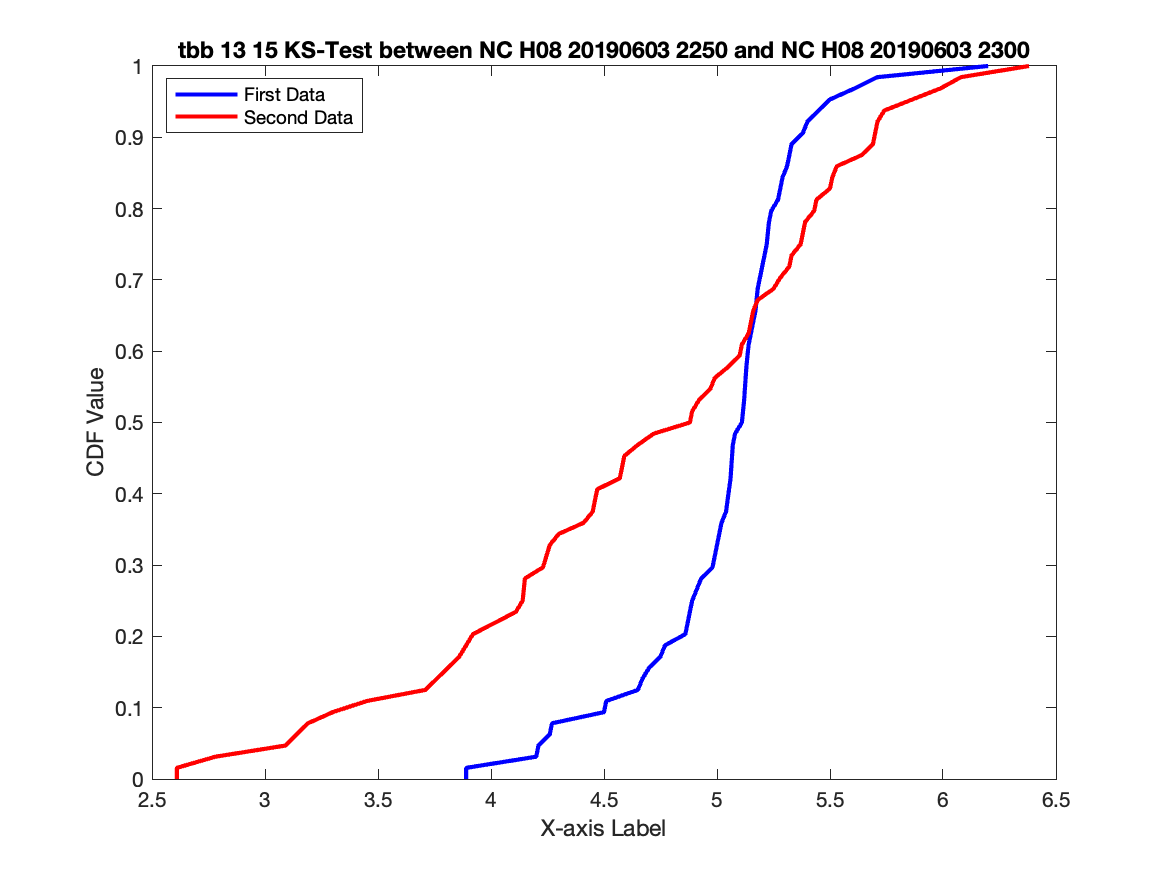 tbb 13 15 KS-Test between NC H08 20190603 2250 and NC H08 20190603 2300
First Data
Second Data
CDF Value
1
0.9
0.8
0.7
0.6
0.5
0.4
0.3
0.2
0.1
0
2.5 3 3.5 4 4.5 5 5.5 6 6.5
X-axis Label